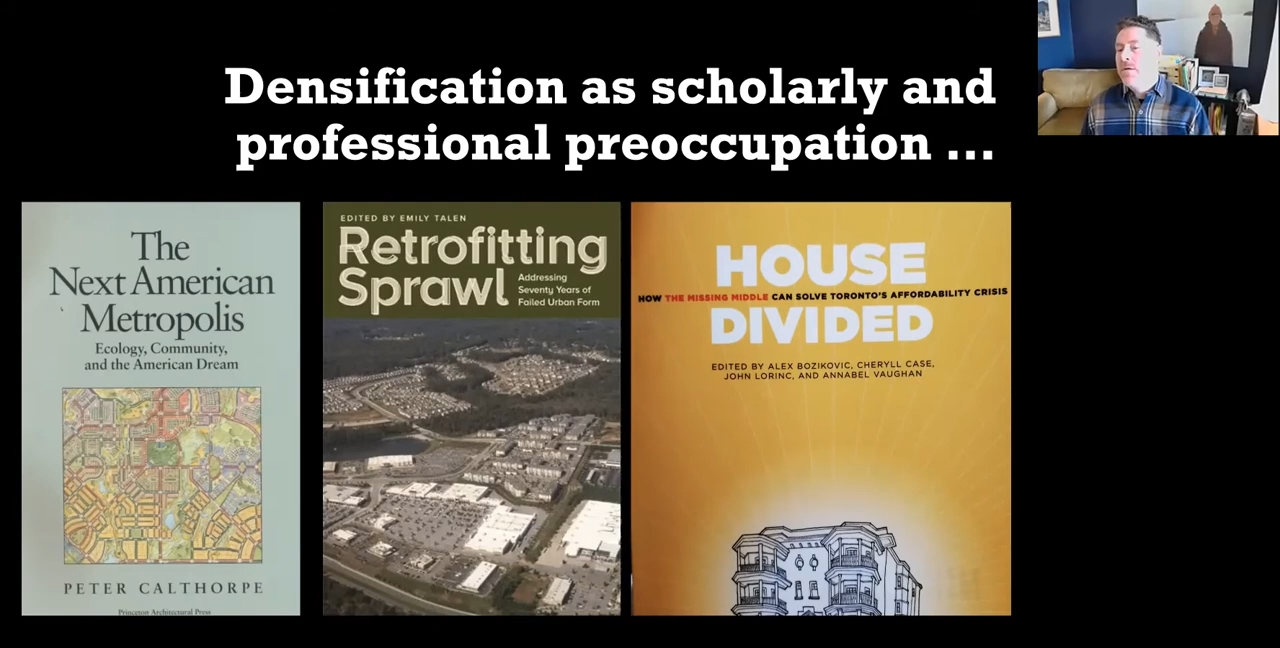 Densification as scholarly and
professional preoccupation ...
The
Next American
Metropolis
Ecology, Community,
and the American Dream
PETER CALTHORPE
Princeton Architectural Press
EDITED BY EMILY TALEN
Retrofitting
Sprawl
Addressing
Seventy Years of
Failed Urban Form
HOUSE
HOW THE MISSING MIDDLE CAN SOLVE TORONTO'S AFFORDABILITY CRISIS
DIVIDED
EDITED BY ALEX BOZIKOVIC, CHERYLL CASE,
JOHN LORINC, AND ANNABEL VAUGHAN